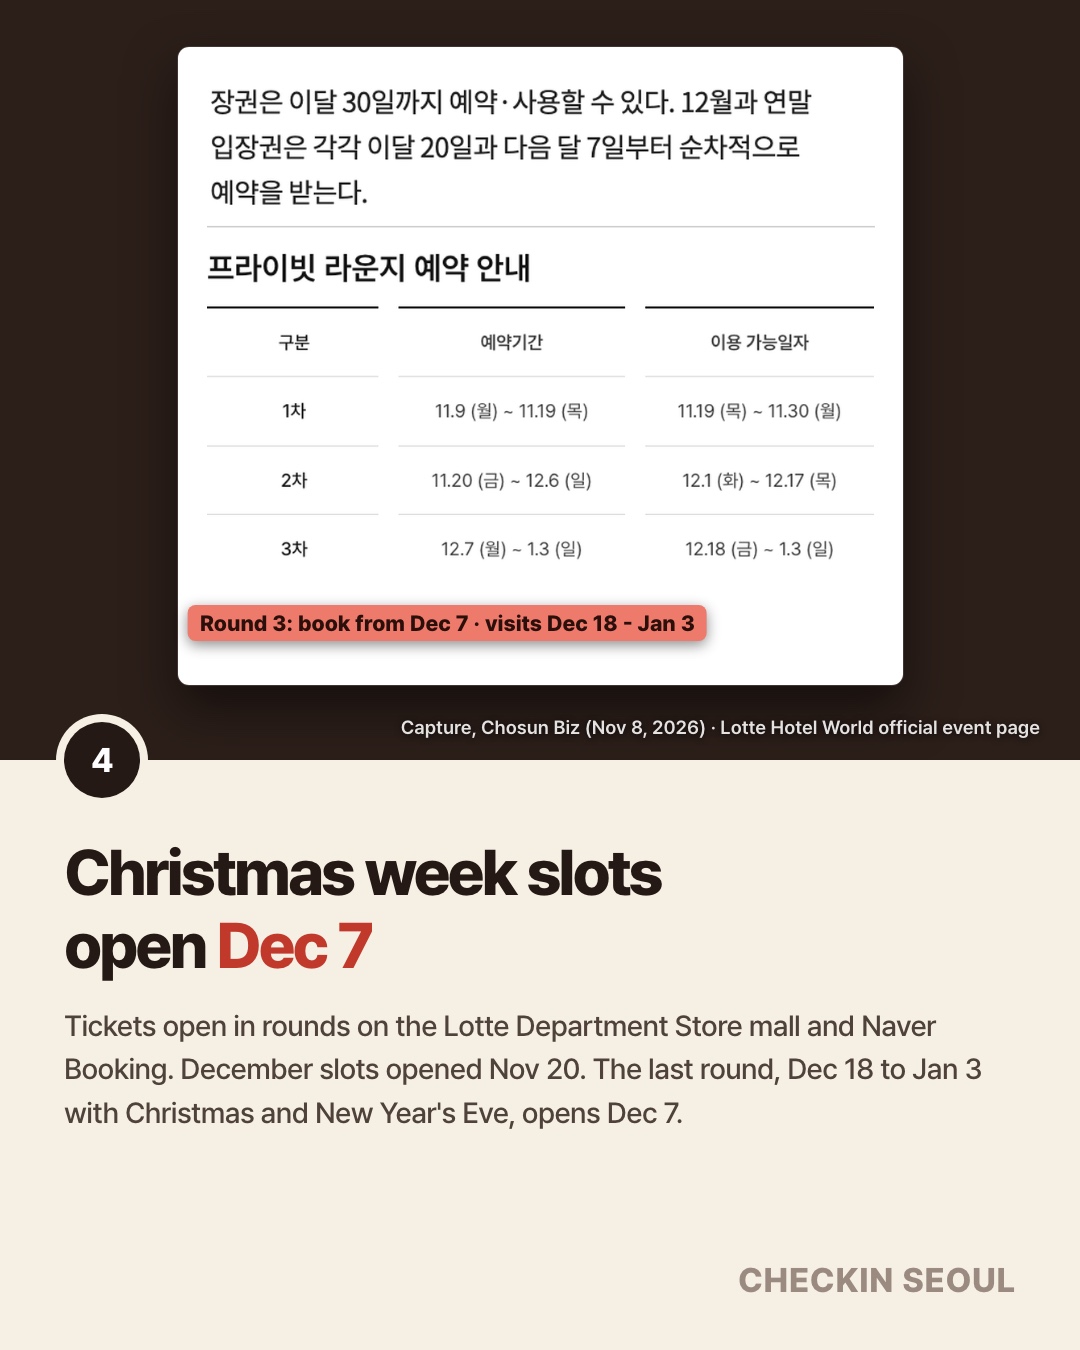 장권은 이달 30일까지 예약·사용할 수 있다. 12월과 연말
입장권은 각각 이달 20일과 다음 달 7일부터 순차적으로
예약을 받는다.
프라이빗 라운지 예약 안내
구분 예약기간 이용 가능일자
1차 11.9 (월) ~ 11.19 (목) 11.19 (목) ~ 11.30 (월)
2차 11.20 (금) ~ 12.6 (일) 12.1 (화) ~ 12.17 (목)
3차 12.7 (월) ~ 1.3 (일) 12.18 (금) ~ 1.3 (일)
Round 3: book from Dec 7 · visits Dec 18 - Jan 3
Capture, Chosun Biz (Nov 8, 2026) · Lotte Hotel World official event page
4
Christmas week slots
open Dec 7
Tickets open in rounds on the Lotte Department Store mall and Naver
Booking. December slots opened Nov 20. The last round, Dec 18 to Jan 3
with Christmas and New Year's Eve, opens Dec 7.
CHECKIN SEOUL